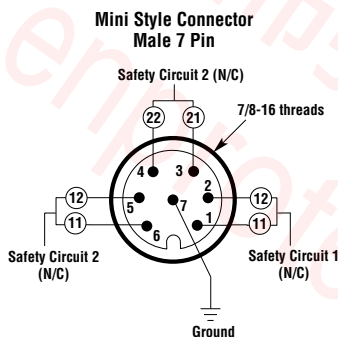 Mini Style Connector
Male 7 Pin
Safety Circuit 2 (N/C)
7/8-16 threads
22 21
4 3
12 5 7 2 12
11 6 1 11
Safety Circuit 2
(N/C)
Safety Circuit 1
(N/C)
Ground